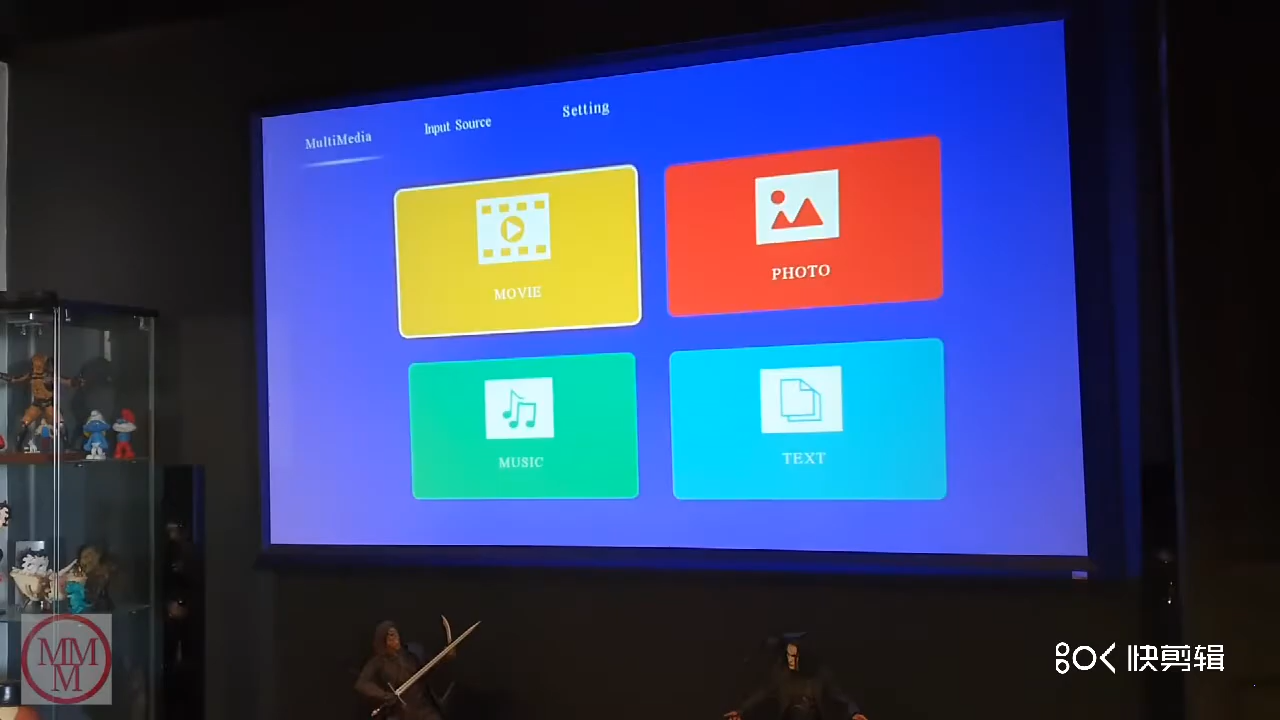 MultiMedia
Input Source
Setting
MOVIE
PHOTO
MUSIC
TEXT
MMM
快剪辑